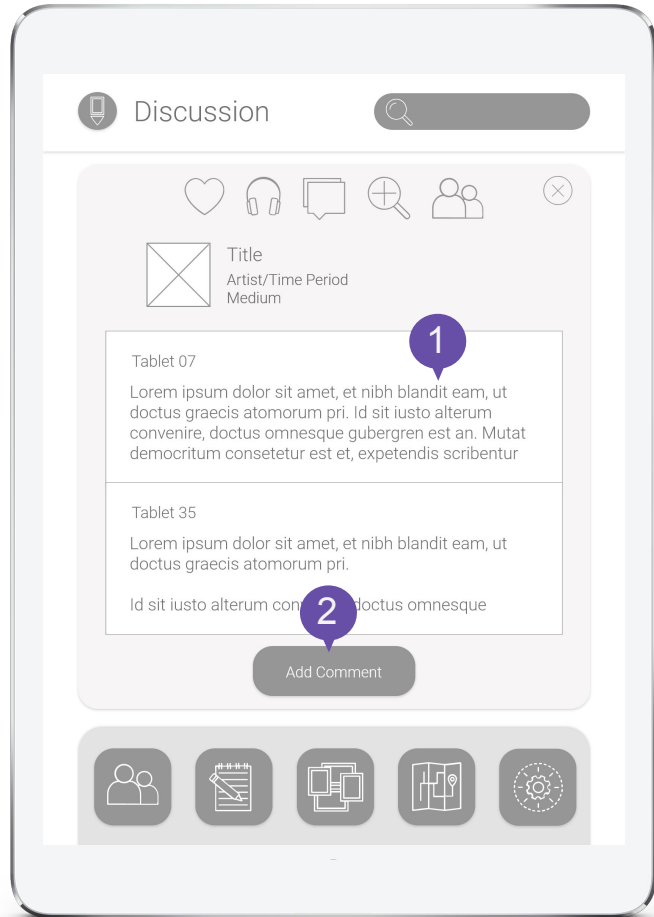 Discussion
Title
Artist/Time Period
Medium
1
Tablet 07
Lorem ipsum dolor sit amet, et nibh blandit eam, ut
doctus graecis atomorum pri. Id sit iusto alterum
convenire, doctus omnesque gubergren est an. Mutat
democritum consetetur est et, expetendis scribentur
Tablet 35
Lorem ipsum dolor sit amet, et nibh blandit eam, ut
doctus graecis atomorum pri.
Id sit iusto alterum doctus omnesque
2
Add Comment